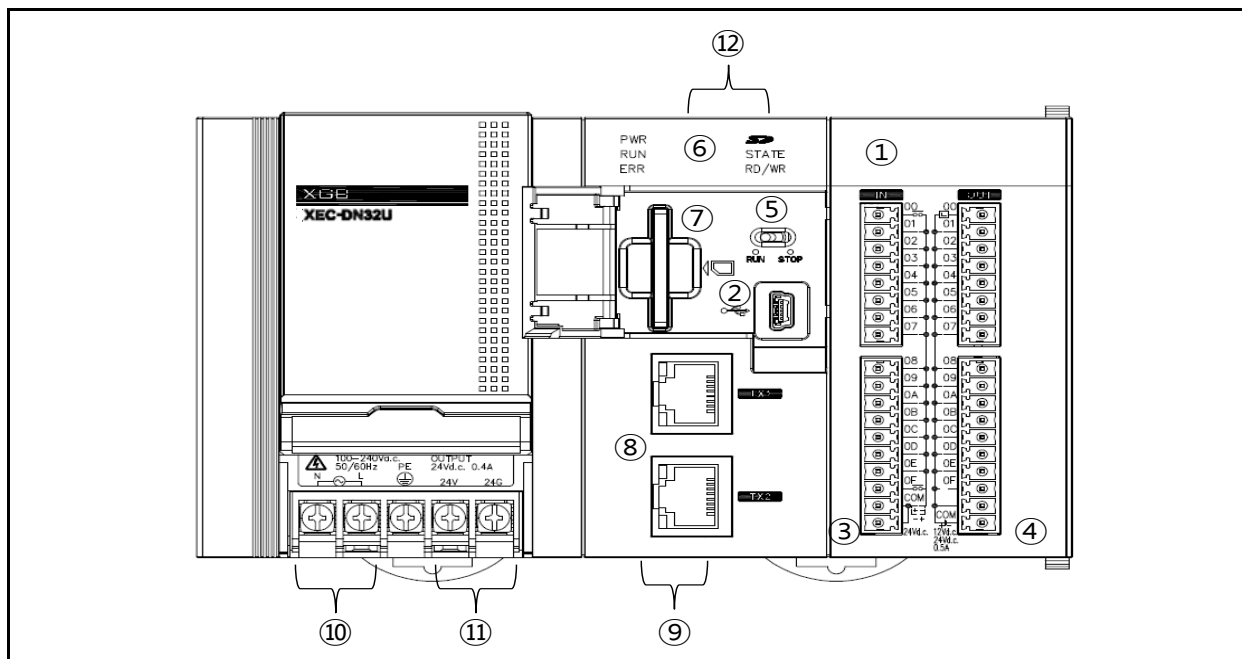 ⑫
PWR
RUN
ERR
⑥
SD
STATE
RD/WR
①
XGB
XEC-DN32U
⑦
⑤
RUN STOP
②
IN OUT
00 00
01 01
02 02
03 03
04 04
05 05
06 06
07 07
08 08
09 09
0A 0A
0B 0B
0C 0C
0D 0D
0E 0E
0F 0F
COM
COM
- +
24Vd.c.
12Vd.c.
24Vd.c.
0.5A
③
④
TX1
⑧
TX2
100-240Va.c.
50/60Hz
N L
PE
OUTPUT
24Vd.c. 0.4A
24V 24G
⑩
⑪
⑨